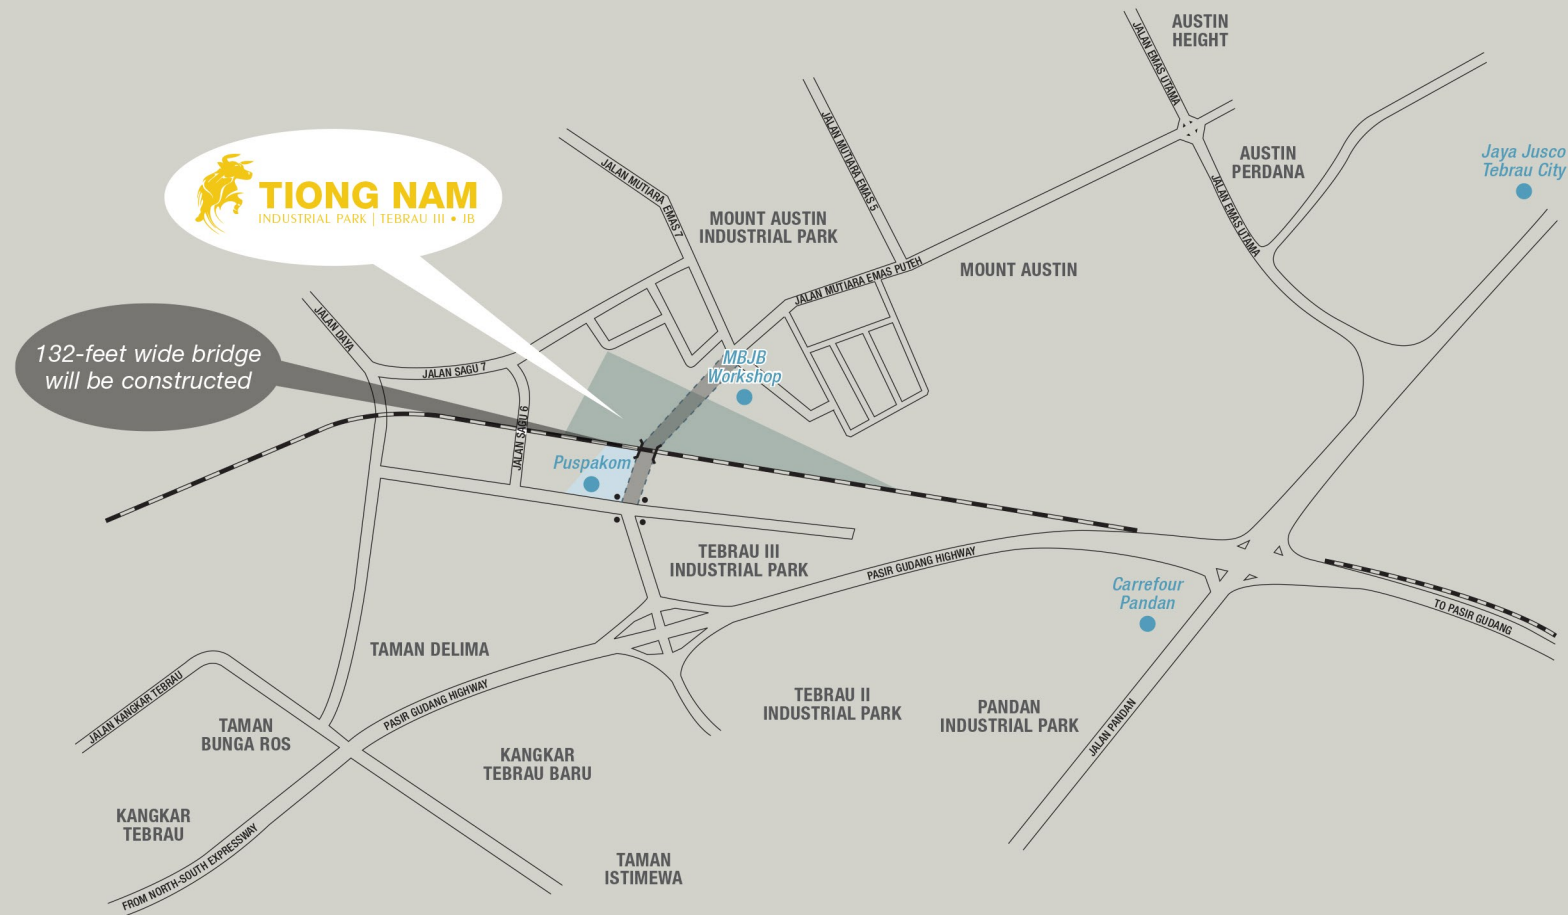 AUSTIN
HEIGHT
JALAN EMAS UTAMA
JALAN MUTIARA EMAS 5
JALAN MUTIARA EMAS 7
AUSTIN
PERDANA
Jaya Jusco
Tebrau City
TIONG NAM
INDUSTRIAL PARK | TEBRAU III • JB
MOUNT AUSTIN
INDUSTRIAL PARK
JALAN EMAS UTAMA
MOUNT AUSTIN
JALAN MUTIARA EMAS PUTEH
JALAN DAYA
132-feet wide bridge
will be constructed
JALAN SAGU 7
MBJB
Workshop
JALAN SAGU 6
Puspakom
TEBRAU III
INDUSTRIAL PARK
PASIR GUDANG HIGHWAY
Carrefour
Pandan
TO PASIR GUDANG
TAMAN DELIMA
JALAN KANGKAR TEBRAU
PASIR GUDANG HIGHWAY
TEBRAU II
INDUSTRIAL PARK
PANDAN
INDUSTRIAL PARK
JALAN PANDAN
TAMAN
BUNGA ROS
KANGKAR
TEBRAU BARU
KANGKAR
TEBRAU
FROM NORTH-SOUTH EXPRESSWAY
TAMAN
ISTIMEWA